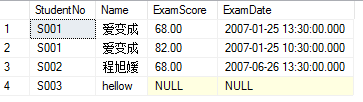 StudentNo Name ExamScore ExamDate
1 S001 爱变成 68.00 2007-01-25 13:30:00.000
2 S001 爱变成 82.00 2007-01-25 10:30:00.000
3 S002 程旭媛 68.00 2007-06-26 13:30:00.000
4 S003 hellow NULL NULL